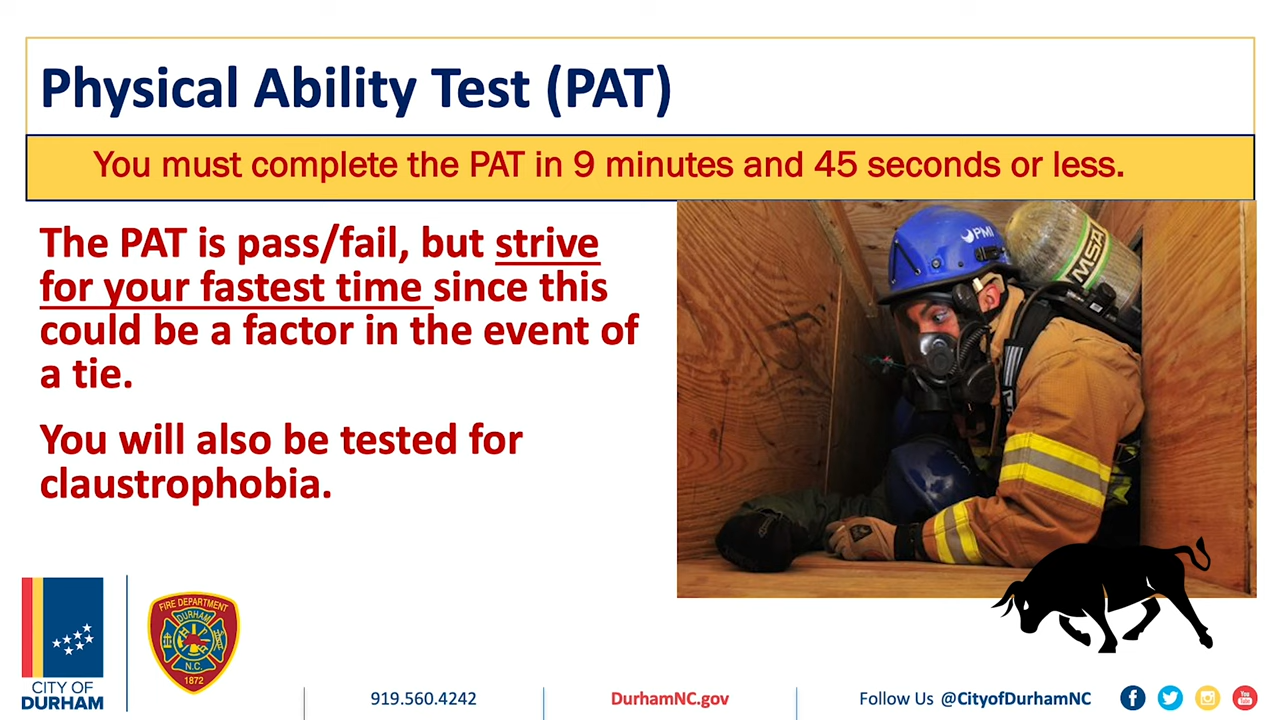 Physical Ability Test (PAT)
You must complete the PAT in 9 minutes and 45 seconds or less.
The PAT is pass/fail, but strive
for your fastest time since this
could be a factor in the event of
a tie.
You will also be tested for
claustrophobia.
PMI
MSA
CITY OF
DURHAM
FIRE DEPARTMENT
DURHAM
N.C.
1872
919.560.4242
DurhamNC.gov
Follow Us @CityofDurhamNC
You
Tube